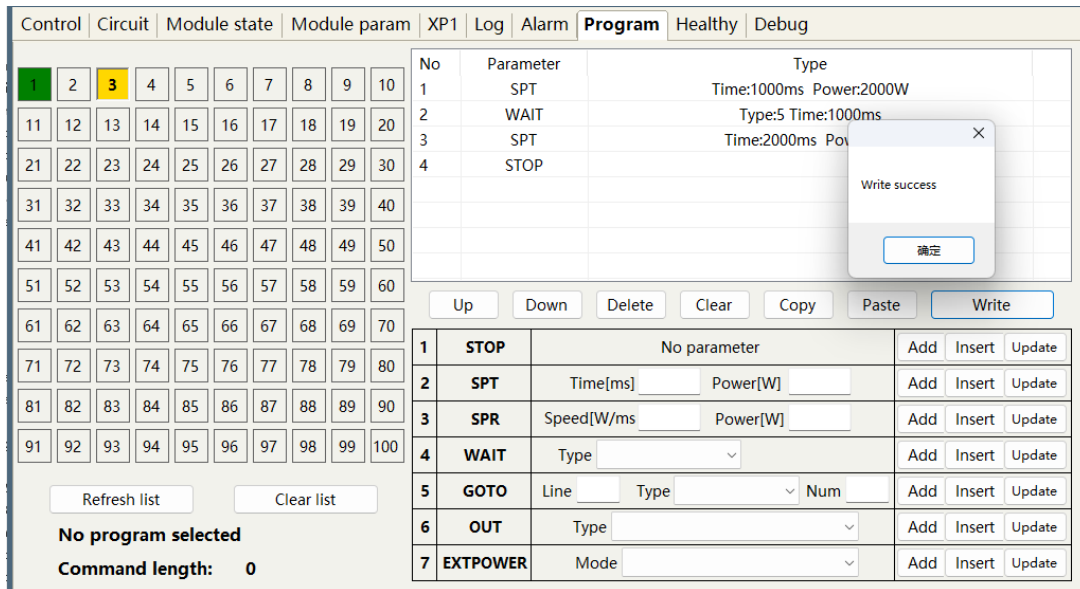 Control Circuit Module state Module param XP1 Log Alarm Program Healthy Debug
1 2 3 4 5 6 7 8 9 10
11 12 13 14 15 16 17 18 19 20
21 22 23 24 25 26 27 28 29 30
31 32 33 34 35 36 37 38 39 40
41 42 43 44 45 46 47 48 49 50
51 52 53 54 55 56 57 58 59 60
61 62 63 64 65 66 67 68 69 70
71 72 73 74 75 76 77 78 79 80
81 82 83 84 85 86 87 88 89 90
91 92 93 94 95 96 97 98 99 100
Refresh list Clear list
No program selected
Command length: 0
No Parameter Type
1 SPT Time:1000ms Power:2000W
2 WAIT Type:5 Time:1000ms
3 SPT Time:2000ms
4 STOP
Write success
确定
Up Down Delete Clear Copy Paste Write
1 STOP No parameter Add Insert Update
2 SPT Time[ms] Power[W] Add Insert Update
3 SPR Speed[W/ms Power[W] Add Insert Update
4 WAIT Type Add Insert Update
5 GOTO Line Type Num Add Insert Update
6 OUT Type Add Insert Update
7 EXTPOWER Mode Add Insert Update